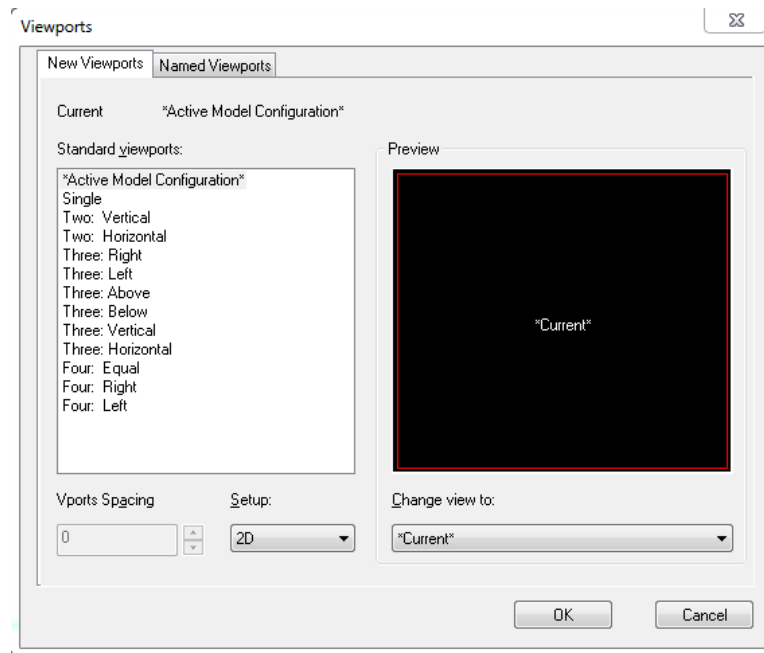 Viewports
New Viewports
Named Viewports
Current *Active Model Configuration*
Standard viewports:
*Active Model Configuration*
Single
Two: Vertical
Two: Horizontal
Three: Right
Three: Left
Three: Above
Three: Below
Three: Vertical
Three: Horizontal
Four: Equal
Four: Right
Four: Left
Preview
*Current*
Vports Spacing
0
Setup:
2D
Change view to:
*Current*
OK
Cancel